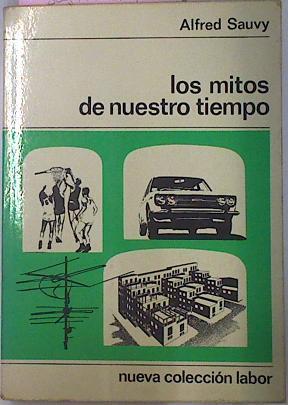 Alfred Sauvy
los mitos
de nuestro tiempo
nueva colección labor